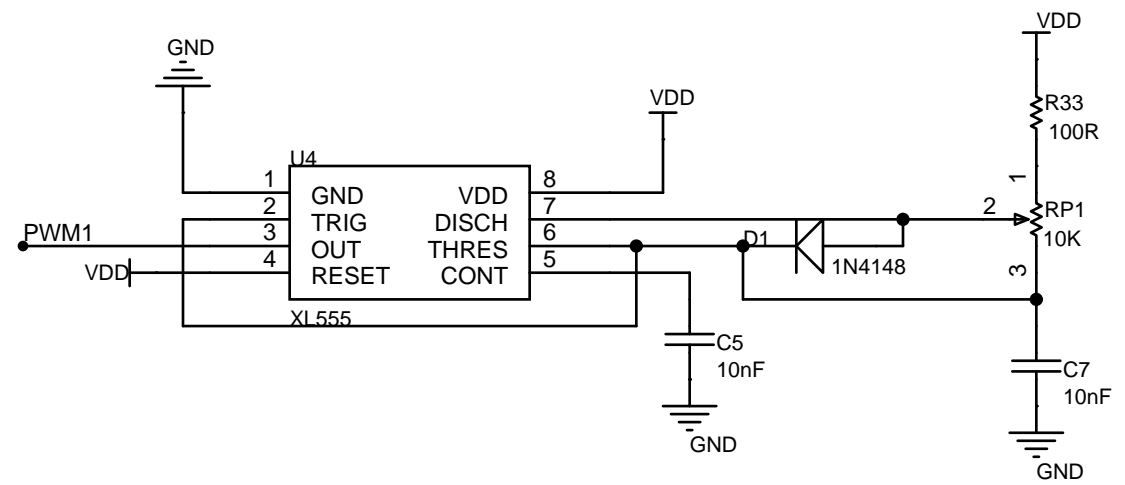 VDD
GND
R33
100R
VDD
U4
1
8
1
GND
VDD
2
7
TRIG
DISCH
2
RP1
10K
PWM1
3
6
OUT
THRES
D1
1N4148
VDD
4
5
RESET
CONT
3
XL555
C5
10nF
C7
10nF
GND
GND